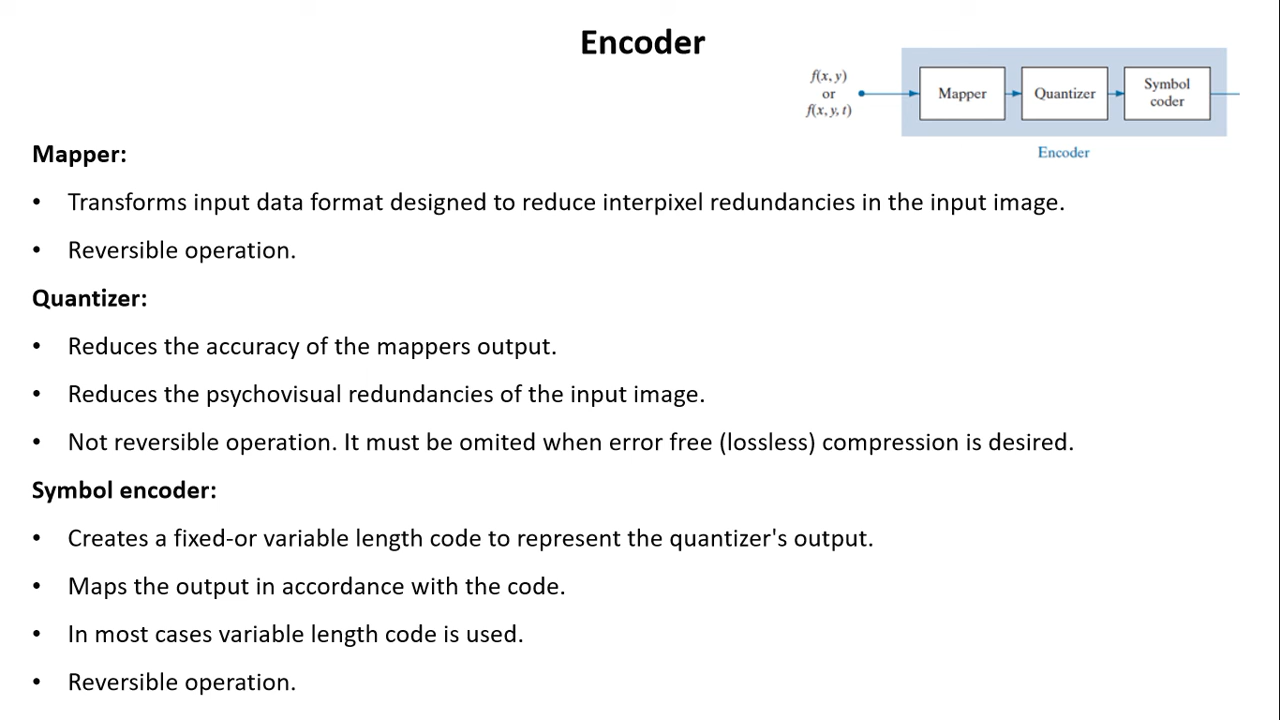 Encoder
f(x, y)
or
f(x, y, t)
Mapper
Quantizer
Symbol
coder
Encoder
Mapper:
• Transforms input data format designed to reduce interpixel redundancies in the input image.
• Reversible operation.
Quantizer:
• Reduces the accuracy of the mappers output.
• Reduces the psychovisual redundancies of the input image.
• Not reversible operation. It must be omited when error free (lossless) compression is desired.
Symbol encoder:
• Creates a fixed-or variable length code to represent the quantizer's output.
• Maps the output in accordance with the code.
• In most cases variable length code is used.
• Reversible operation.